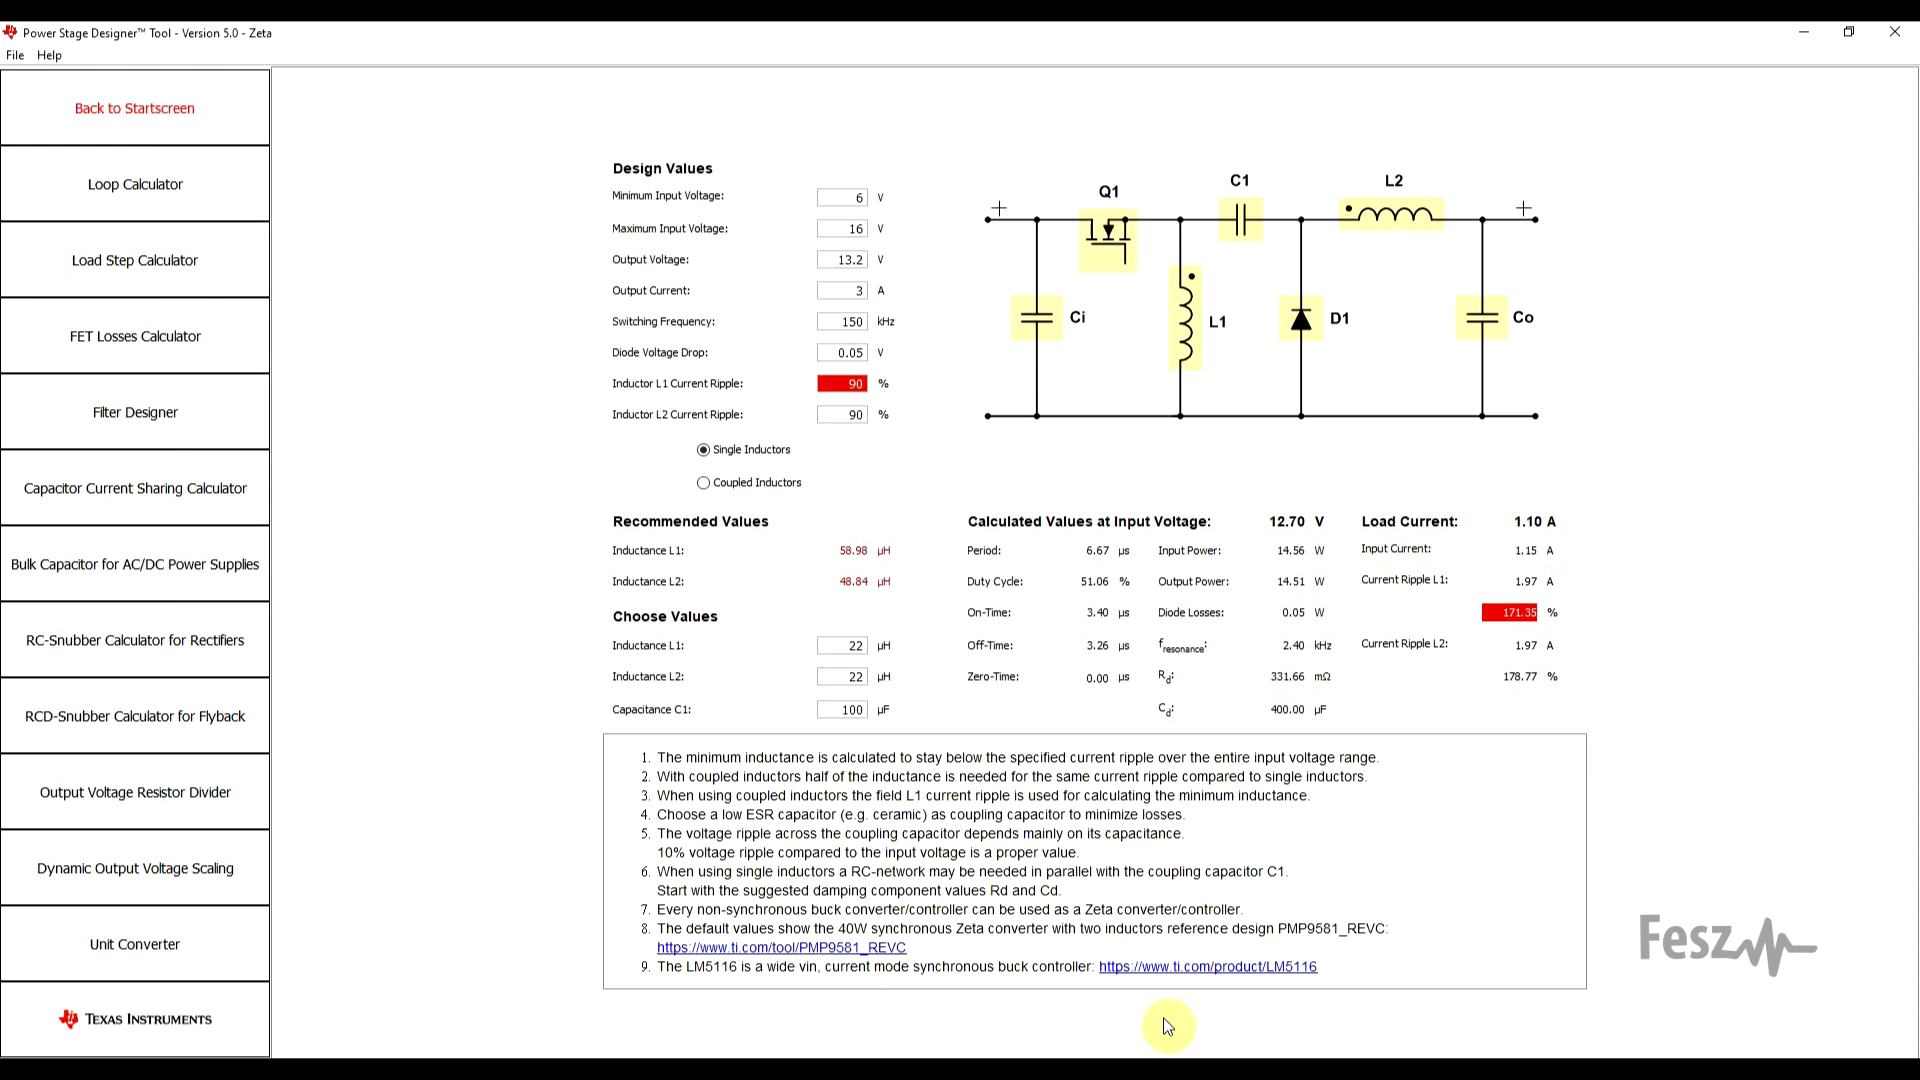 Power Stage Designer™ Tool - Version 5.0 - Zeta
File Help
Back to Startscreen
Loop Calculator
Load Step Calculator
FET Losses Calculator
Filter Designer
Capacitor Current Sharing Calculator
Bulk Capacitor for AC/DC Power Supplies
RC-Snubber Calculator for Rectifiers
RCD-Snubber Calculator for Flyback
Output Voltage Resistor Divider
Dynamic Output Voltage Scaling
Unit Converter
TEXAS INSTRUMENTS
Design Values
Minimum Input Voltage: 6 V
Maximum Input Voltage: 16 V
Output Voltage: 13.2 V
Output Current: 3 A
Switching Frequency: 150 kHz
Diode Voltage Drop: 0.05 V
Inductor L1 Current Ripple: 90 %
Inductor L2 Current Ripple: 90 %
Single Inductors
Coupled Inductors
Q1 C1 L2
+ +
Ci L1 D1 Co
Recommended Values
Inductance L1: 58.98 µH
Inductance L2: 48.84 µH
Choose Values
Inductance L1: 22 µH
Inductance L2: 22 µH
Capacitance C1: 100 µF
Calculated Values at Input Voltage: 12.70 V Load Current: 1.10 A
Period: 6.67 µs Input Power: 14.56 W Input Current: 1.15 A
Duty Cycle: 51.06 % Output Power: 14.51 W Current Ripple L1: 1.97 A
On-Time: 3.40 µs Diode Losses: 0.05 W 171.35 %
Off-Time: 3.26 µs fresonance: 2.40 kHz Current Ripple L2: 1.97 A
Zero-Time: 0.00 µs Rd: 331.66 mΩ 178.77 %
Cd: 400.00 µF
1. The minimum inductance is calculated to stay below the specified current ripple over the entire input voltage range.
2. With coupled inductors half of the inductance is needed for the same current ripple compared to single inductors.
3. When using coupled inductors the field L1 current ripple is used for calculating the minimum inductance.
4. Choose a low ESR capacitor (e.g. ceramic) as coupling capacitor to minimize losses.
5. The voltage ripple across the coupling capacitor depends mainly on its capacitance.
10% voltage ripple compared to the input voltage is a proper value.
6. When using single inductors a RC-network may be needed in parallel with the coupling capacitor C1.
Start with the suggested damping component values Rd and Cd.
7. Every non-synchronous buck converter/controller can be used as a Zeta converter/controller.
8. The default values show the 40W synchronous Zeta converter with two inductors reference design PMP9581_REVC:
https://www.ti.com/tool/PMP9581_REVC
9. The LM5116 is a wide vin, current mode synchronous buck controller: https://www.ti.com/product/LM5116
Fesz